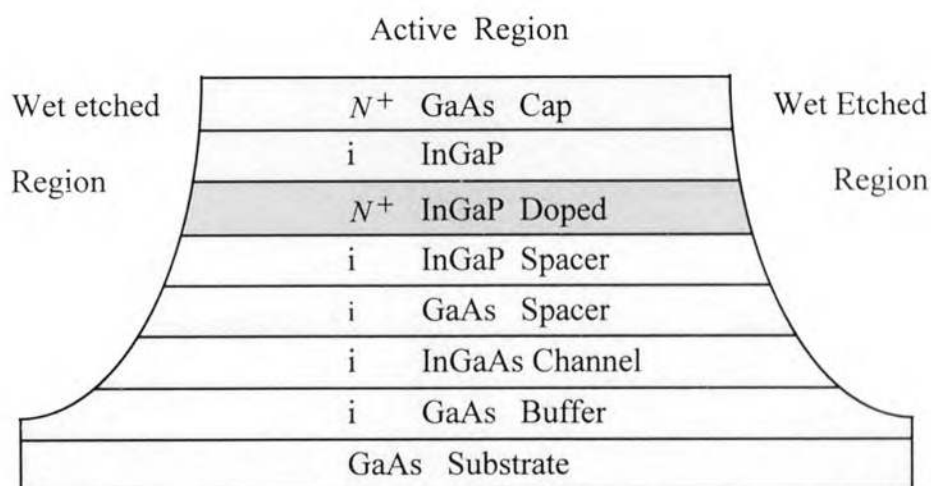 Active Region
Wet etched
Region
N+ GaAs Cap
i InGaP
N+ InGaP Doped
i InGaP Spacer
i GaAs Spacer
i InGaAs Channel
i GaAs Buffer
GaAs Substrate
Wet Etched
Region